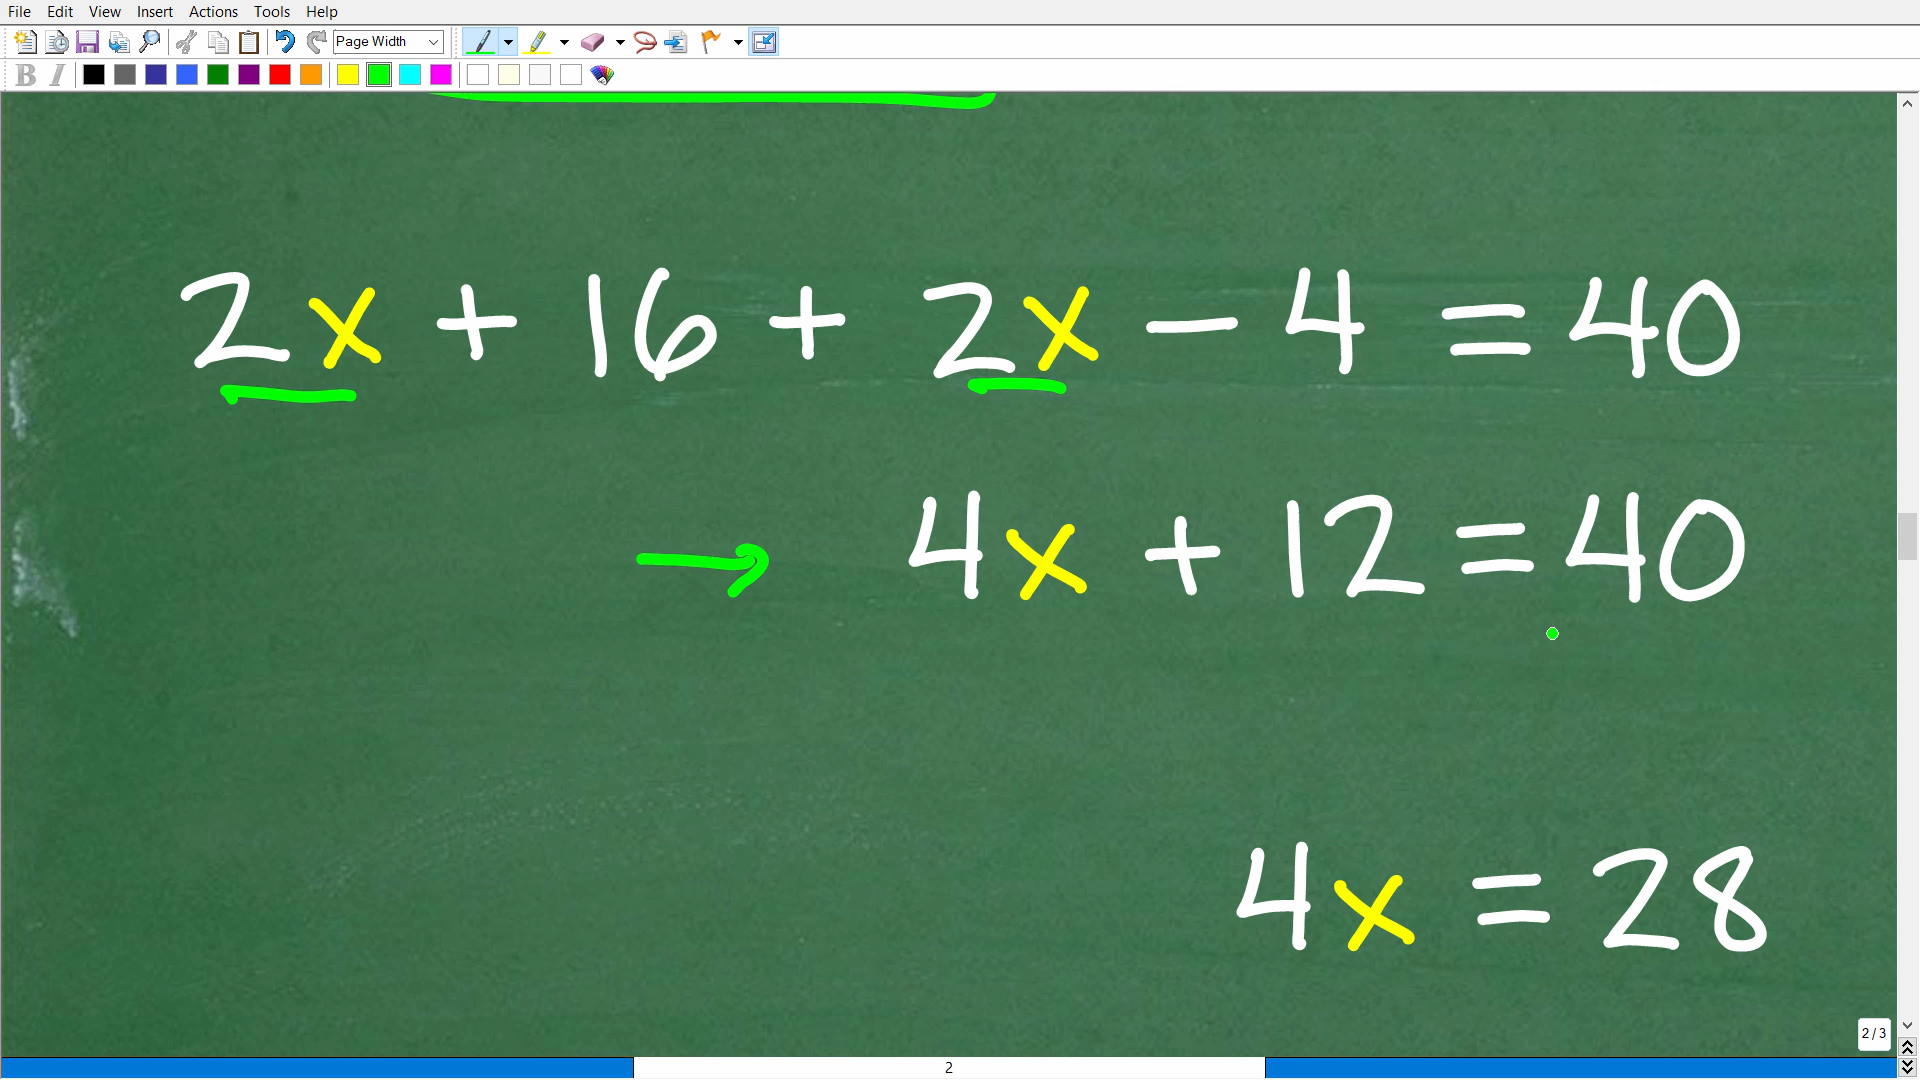 File Edit View Insert Actions Tools Help
Page Width
B I
2x + 16 + 2x - 4 = 40
→ 4x + 12 = 40
4x = 28
2 / 3
2